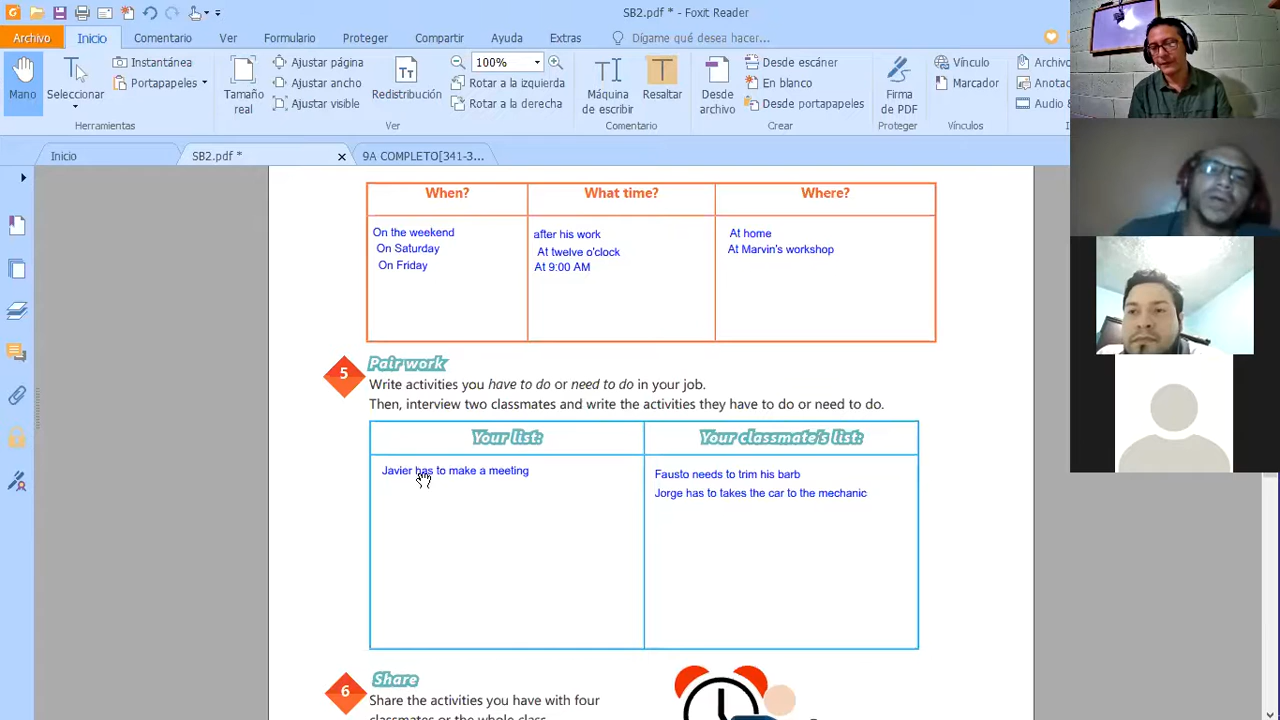 SB2.pdf * - Foxit Reader
Archivo Inicio Comentario Ver Formulario Proteger Compartir Ayuda Extras Dígame qué desea hacer...
Mano
Seleccionar
Instantánea
Portapapeles
Herramientas
Tamaño real
Ajustar página
Ajustar ancho
Ajustar visible
Redistribución
100%
Rotar a la izquierda
Rotar a la derecha
Ver
Máquina de escribir
Resaltar
Comentario
Desde archivo
Desde escáner
En blanco
Desde portapapeles
Crear
Firma de PDF
Proteger
Vínculo
Marcador
Vínculos
Archivo
Anotac
Audio &
Inicio SB2.pdf * 9A COMPLETO[341-3...
When? What time? Where?
On the weekend
On Saturday
On Friday
after his work
At twelve o'clock
At 9:00 AM
At home
At Marvin's workshop
5 Pair work
Write activities you have to do or need to do in your job.
Then, interview two classmates and write the activities they have to do or need to do.
Your list: Your classmate's list:
Javier has to make a meeting
Fausto needs to trim his barb
Jorge has to takes the car to the mechanic
6 Share
Share the activities you have with four
classmates or the whole class